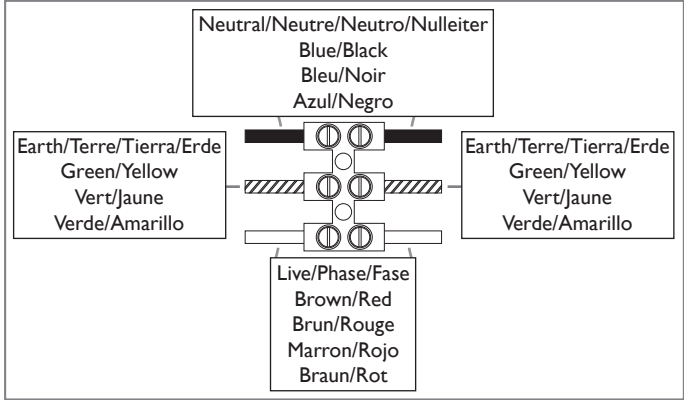 Neutral/Neutre/Neutro/Nulleiter
Blue/Black
Bleu/Noir
Azul/Negro
Earth/Terre/Tierra/Erde
Green/Yellow
Vert/Jaune
Verde/Amarillo
Earth/Terre/Tierra/Erde
Green/Yellow
Vert/Jaune
Verde/Amarillo
Live/Phase/Fase
Brown/Red
Brun/Rouge
Marron/Rojo
Braun/Rot